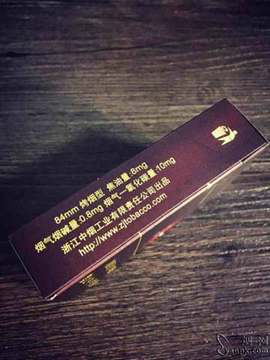 84mm 烤烟型 焦油量:8mg
烟气烟碱量:0.8mg 烟气一氧化碳量:10mg
浙江中烟工业有限责任公司出品
http://www.zjtobacoo.com